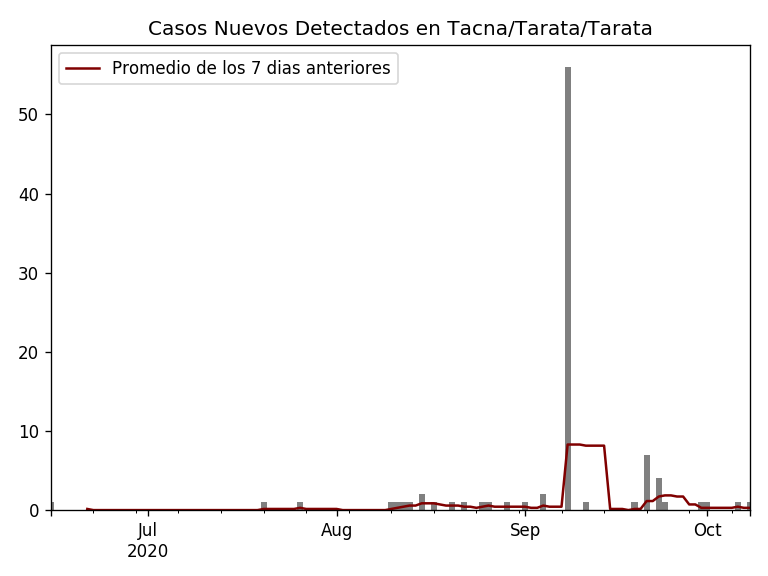 Casos Nuevos Detectados en Tacna/Tarata/Tarata
Promedio de los 7 dias anteriores
50
40
30
20
10
0
Jul
2020
Aug
Sep
Oct